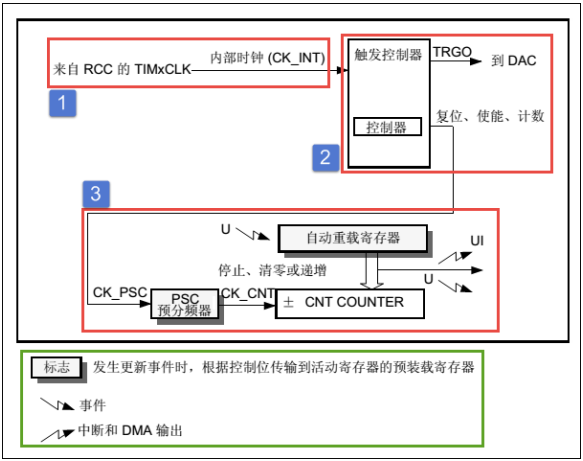 内部时钟 (CK_INT)
来自 RCC 的 TIMxCLK
1
触发控制器
TRGO
到 DAC
控制器
复位、使能、计数
2
3
U
自动重载寄存器
UI
停止、清零或递增
U
CK_PSC
PSC
预分频器
CK_CNT
± CNT COUNTER
标志
发生更新事件时，根据控制位传输到活动寄存器的预装载寄存器
事件
中断和 DMA 输出